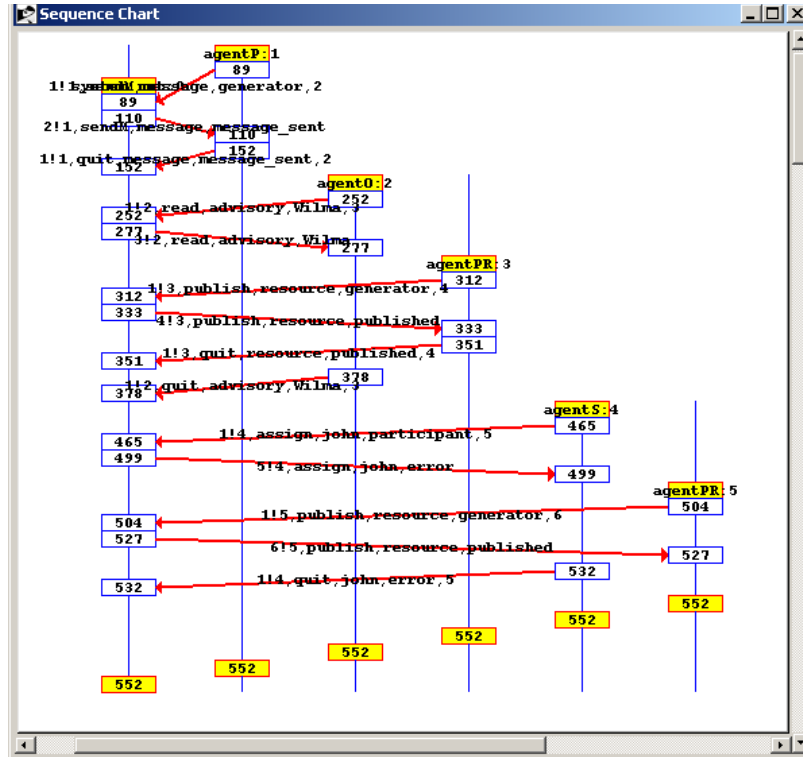 Sequence Chart
agentP:1
89
1!1,sendM,message,generator,2
89
110
2!1,sendM,message,message_sent
110
152
1!1,quit,message,message_sent,2
152
agentO:2
252
1!2,read,advisory,Wilma,3
252
277
3!2,read,advisory,Wilma
277
agentPR:3
312
1!3,publish,resource,generator,4
312
333
4!3,publish,resource,published
333
351
1!3,quit,resource,published,4
351
378
1!2,quit,advisory,Wilma,3
378
agentS:4
465
1!4,assign,john,participant,5
465
499
5!4,assign,john,error
499
agentPR:5
504
1!5,publish,resource,generator,6
504
527
6!5,publish,resource,published
527
532
1!4,quit,john,error,5
532
552
552
552
552
552
552